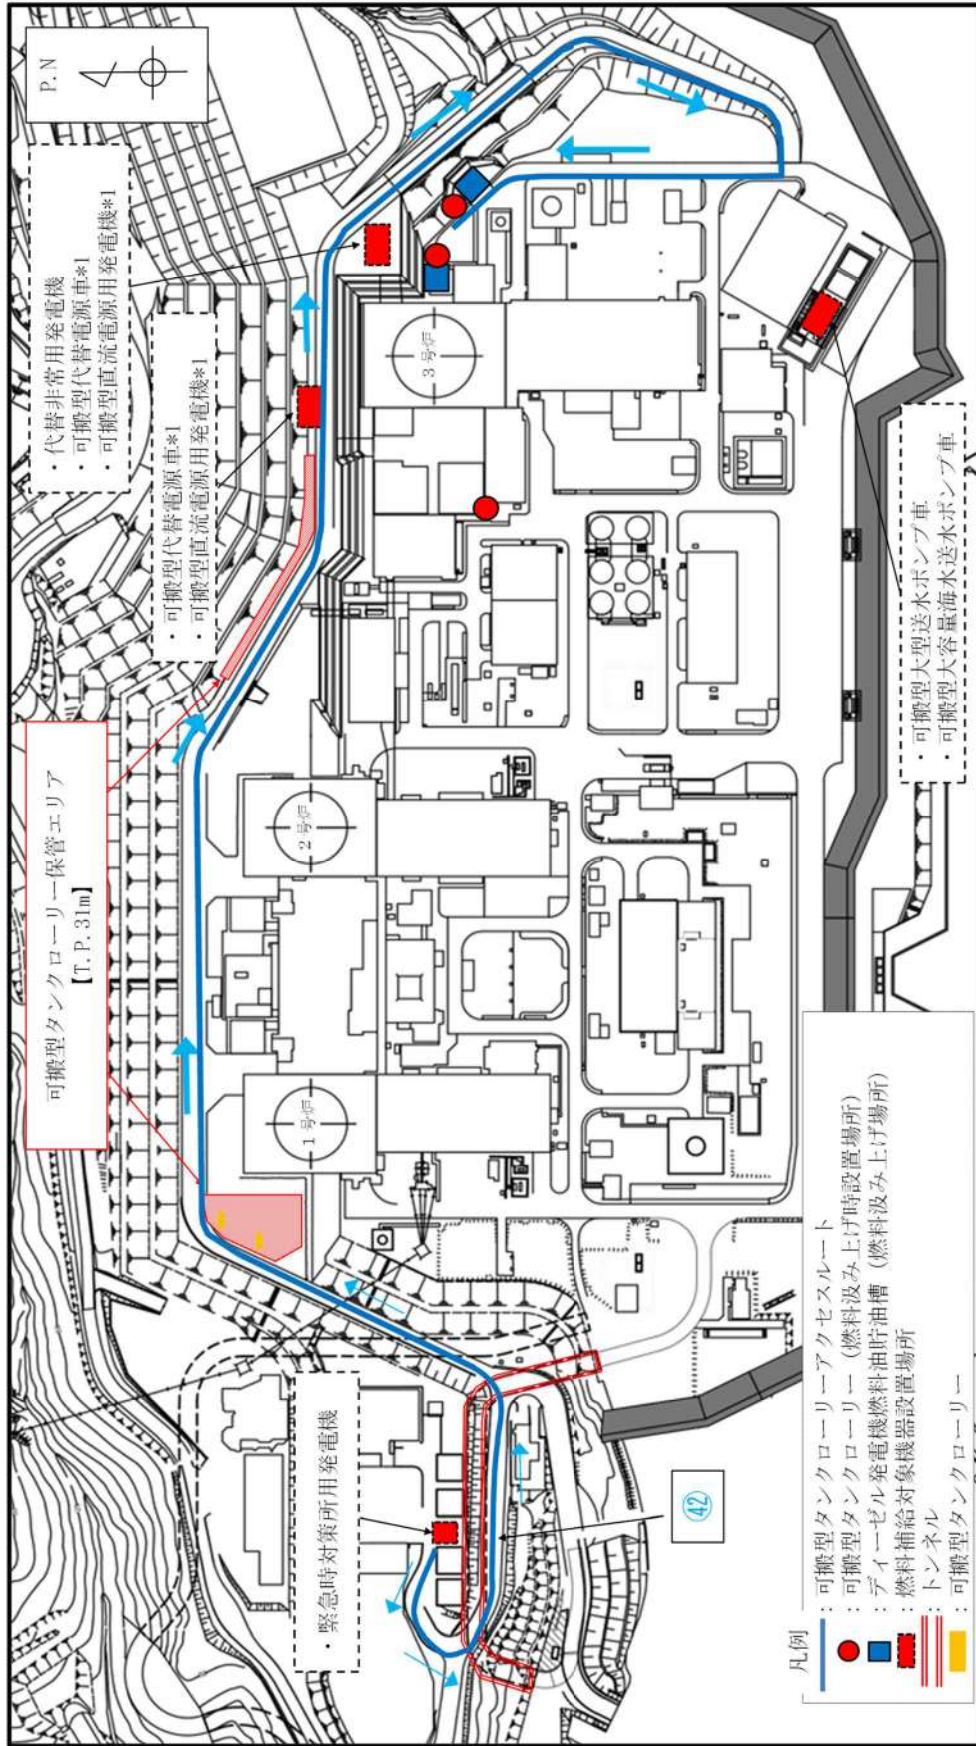 P.N
・代替非常用発電機
・可搬型代替電源車*1
・可搬型直流電源用発電機*1
・可搬型代替電源車*1
・可搬型直流電源用発電機*1
可搬型タンクローリー保管エリア
【T.P.31m】
・緊急時対策所用発電機
3号炉
2号炉
1号炉
㊷
・可搬型大型送水ポンプ車
・可搬型大容量海水送水ポンプ車
凡例
：可搬型タンクローリーアクセスルート
：可搬型タンクローリー（燃料汲み上げ時設置場所）
：ディーゼル発電機燃料油貯油槽（燃料汲み上げ場所）
：燃料補給対象機器設置場所
：トンネル
：可搬型タンクローリー